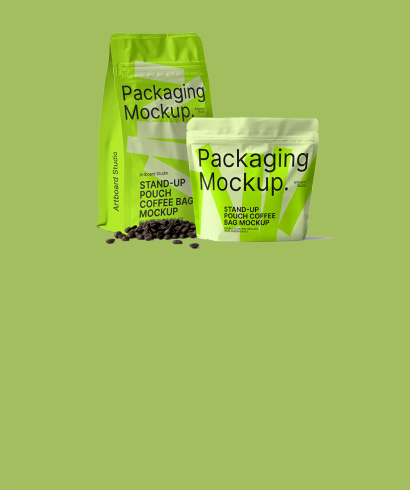 Packaging
Mockup.
Artboard Studio
Artboard Studio
STAND-UP
POUCH
COFFEE BAG
MOCKUP
Packaging
Mockup.
STAND-UP
POUCH COFFEE
BAG MOCKUP